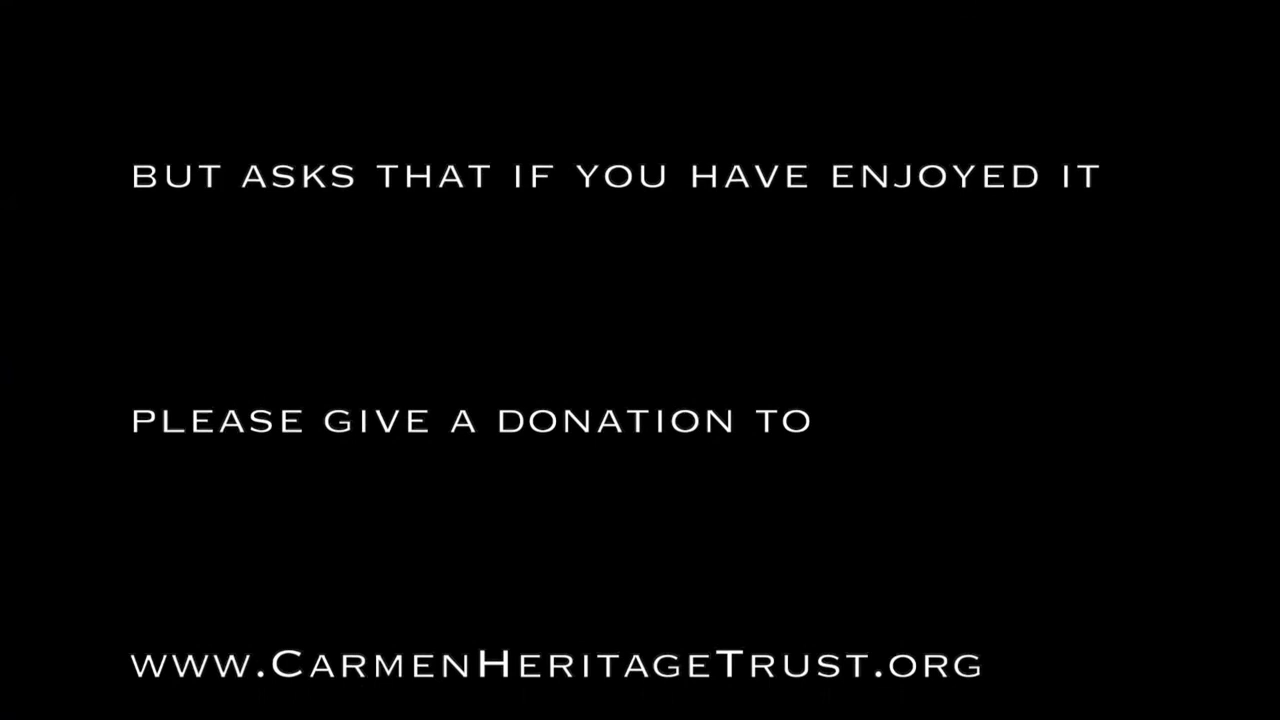 BUT ASKS THAT IF YOU HAVE ENJOYED IT
PLEASE GIVE A DONATION TO
WWW.CARMENHERITAGETRUST.ORG